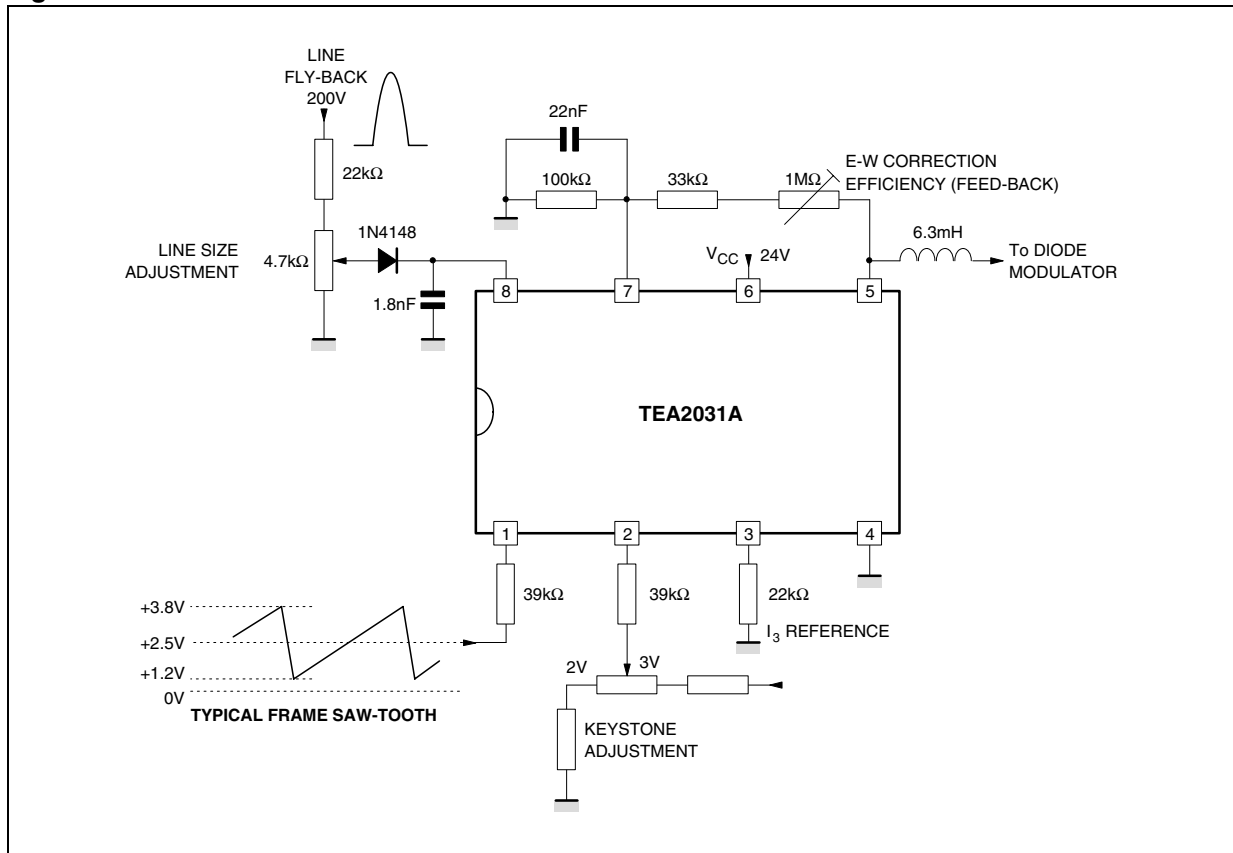 LINE
FLY-BACK
200V
22kΩ
LINE SIZE
ADJUSTMENT
4.7kΩ
1N4148
1.8nF
22nF
100kΩ
33kΩ
1MΩ
E-W CORRECTION
EFFICIENCY (FEED-BACK)
6.3mH
To DIODE
MODULATOR
VCC
24V
8
7
6
5
TEA2031A
1
2
3
4
39kΩ
39kΩ
22kΩ
I3 REFERENCE
+3.8V
+2.5V
+1.2V
0V
TYPICAL FRAME SAW-TOOTH
2V
3V
KEYSTONE
ADJUSTMENT